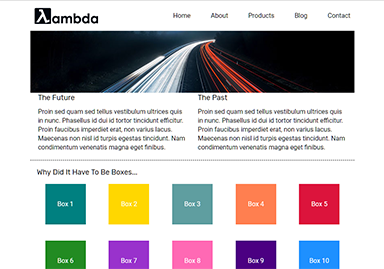 λambda
Home About Products Blog Contact
The Future
Proin sed quam sed tellus vestibulum ultrices quis
in nunc. Phasellus id dui id tortor tincidunt efficitur.
Proin faucibus imperdiet erat, non varius lacus.
Maecenas non nisl id turpis egestas tincidunt. Nam
condimentum venenatis magna eget finibus.
The Past
Proin sed quam sed tellus vestibulum ultrices quis
in nunc. Phasellus id dui id tortor tincidunt efficitur.
Proin faucibus imperdiet erat, non varius lacus.
Maecenas non nisl id turpis egestas tincidunt. Nam
condimentum venenatis magna eget finibus.
Why Did It Have To Be Boxes...
Box 1 Box 2 Box 3 Box 4 Box 5
Box 6 Box 7 Box 8 Box 9 Box 10